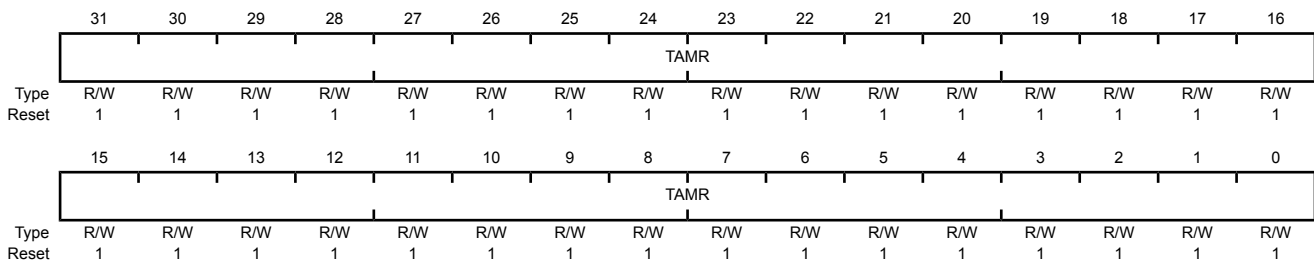 31 30 29 28 27 26 25 24 23 22 21 20 19 18 17 16
TAMR
Type R/W R/W R/W R/W R/W R/W R/W R/W R/W R/W R/W R/W R/W R/W R/W R/W
Reset 1 1 1 1 1 1 1 1 1 1 1 1 1 1 1 1
15 14 13 12 11 10 9 8 7 6 5 4 3 2 1 0
TAMR
Type R/W R/W R/W R/W R/W R/W R/W R/W R/W R/W R/W R/W R/W R/W R/W R/W
Reset 1 1 1 1 1 1 1 1 1 1 1 1 1 1 1 1